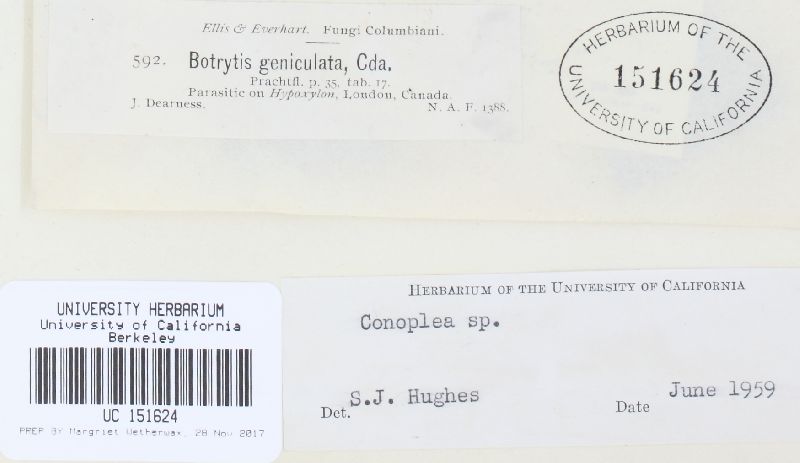 Ellis & Everhart. Fungi Columbiani.
592. Botrytis geniculata, Cda.
Prachtfl. p. 35, tab. 17.
Parasitic on Hypoxylon, London, Canada.
J. Dearness. N. A. F. 1388.
HERBARIUM OF THE
151624
UNIVERSITY OF CALIFORNIA
UNIVERSITY HERBARIUM
University of California
Berkeley
UC 151624
PREP BY Margriet Wetherwax, 28 Nov 2017
HERBARIUM OF THE UNIVERSITY OF CALIFORNIA
Conoplea sp.
Det. S.J. Hughes
Date June 1959